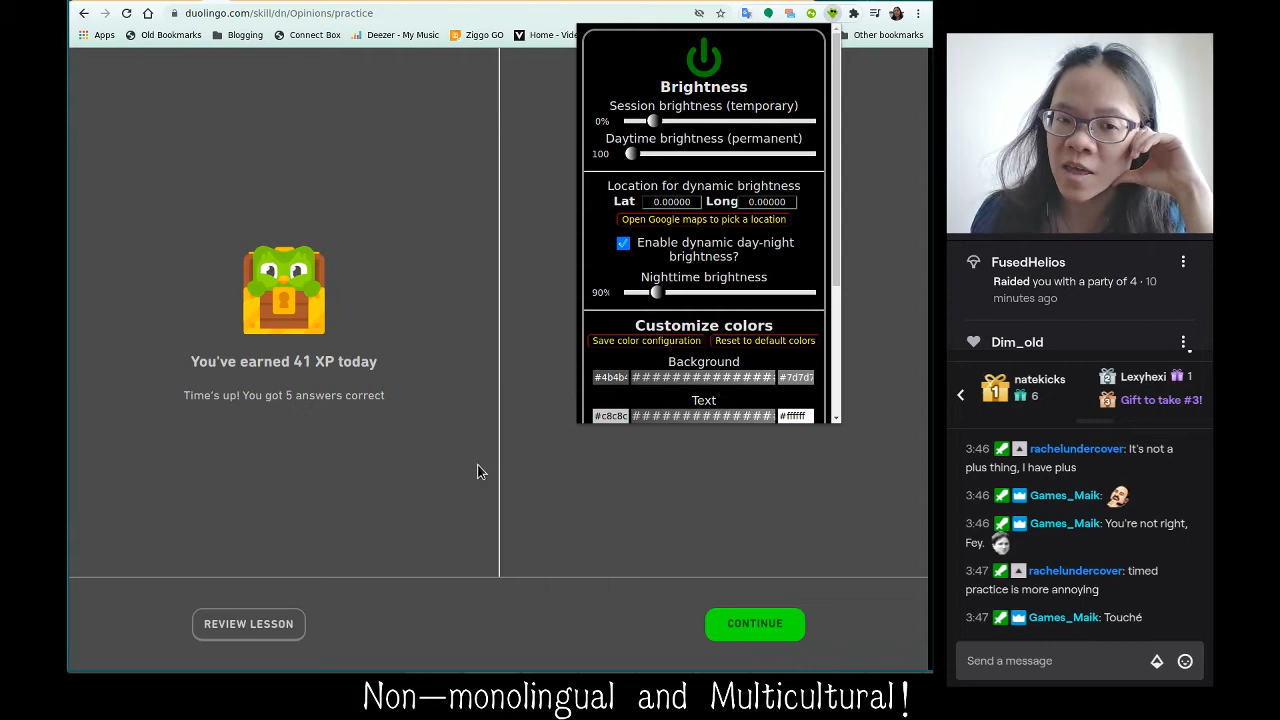 duolingo.com/skill/dn/Opinions/practice
Apps
Old Bookmarks
Blogging
Connect Box
Deezer - My Music
Ziggo GO
Home - Vide
Other bookmarks
You've earned 41 XP today
Time's up! You got 5 answers correct
REVIEW LESSON
CONTINUE
Brightness
Session brightness (temporary)
0%
Daytime brightness (permanent)
100
Location for dynamic brightness
Lat 0.00000 Long 0.00000
Open Google maps to pick a location
Enable dynamic day-night
brightness?
Nighttime brightness
90%
Customize colors
Save color configuration Reset to default colors
Background
#4b4b4 ############## #7d7d7
Text
#c8c8c ############## #ffffff
FusedHelios
Raided you with a party of 4 · 10
minutes ago
Dim_old
1 natekicks
6
2 Lexyhexi 1
3 Gift to take #3!
3:46 rachelundercover: It's not a
plus thing, I have plus
3:46 Games_Maik:
3:46 Games_Maik: You're not right,
Fey.
3:47 rachelundercover: timed
practice is more annoying
3:47 Games_Maik: Touché
Send a message
Non—monolingual and Multicultural!